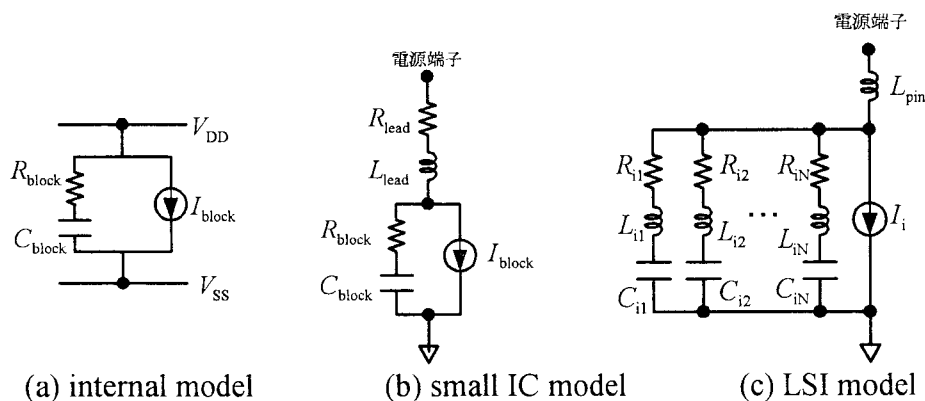 電源端子
電源端子
L_pin
R_lead
V_DD
R_block
I_block
C_block
V_SS
L_lead
R_block
I_block
C_block
R_i1
R_i2
R_iN
L_i1
L_i2
...
L_iN
I_i
C_i1
C_i2
C_iN
(a) internal model
(b) small IC model
(c) LSI model